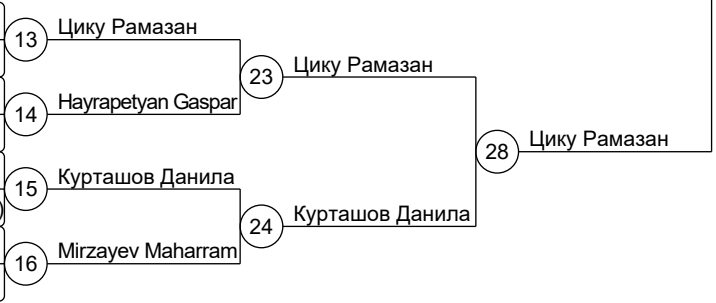 13 Цику Рамазан
23 Цику Рамазан
14 Hayrapetyan Gaspar
28 Цику Рамазан
15 Курташов Данила
24 Курташов Данила
16 Mirzayev Maharram